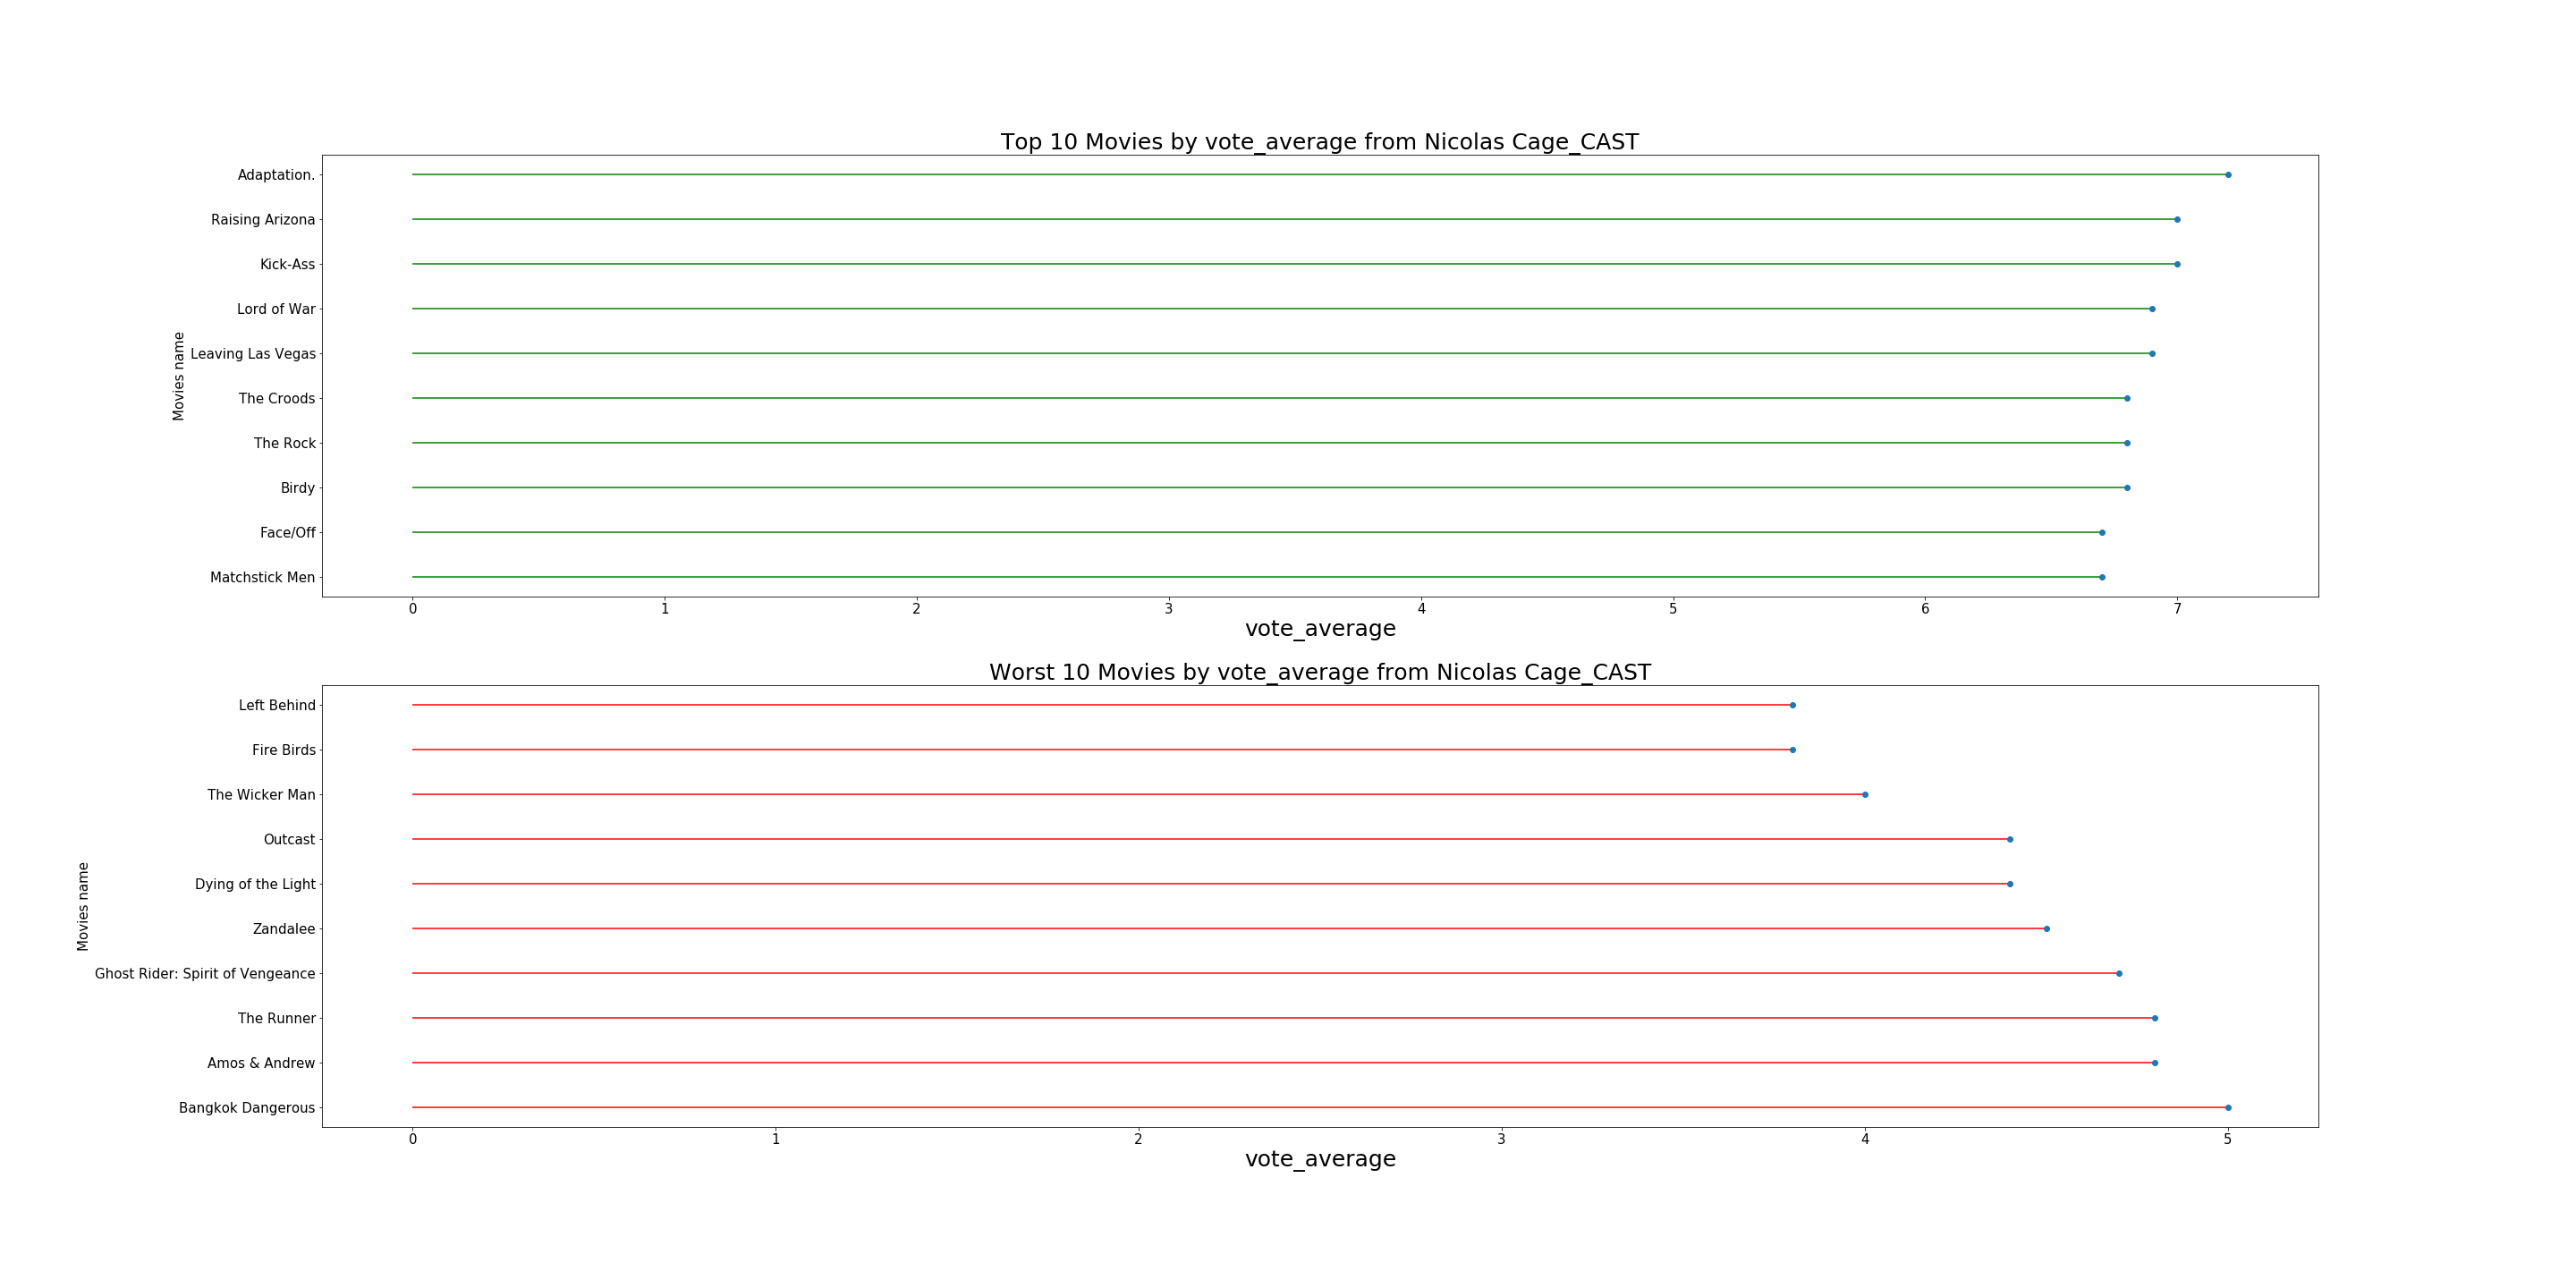 Top 10 Movies by vote_average from Nicolas Cage_CAST
Movies name
Adaptation.
Raising Arizona
Kick-Ass
Lord of War
Leaving Las Vegas
The Croods
The Rock
Birdy
Face/Off
Matchstick Men
0 1 2 3 4 5 6 7
vote_average
Worst 10 Movies by vote_average from Nicolas Cage_CAST
Movies name
Left Behind
Fire Birds
The Wicker Man
Outcast
Dying of the Light
Zandalee
Ghost Rider: Spirit of Vengeance
The Runner
Amos & Andrew
Bangkok Dangerous
0 1 2 3 4 5
vote_average